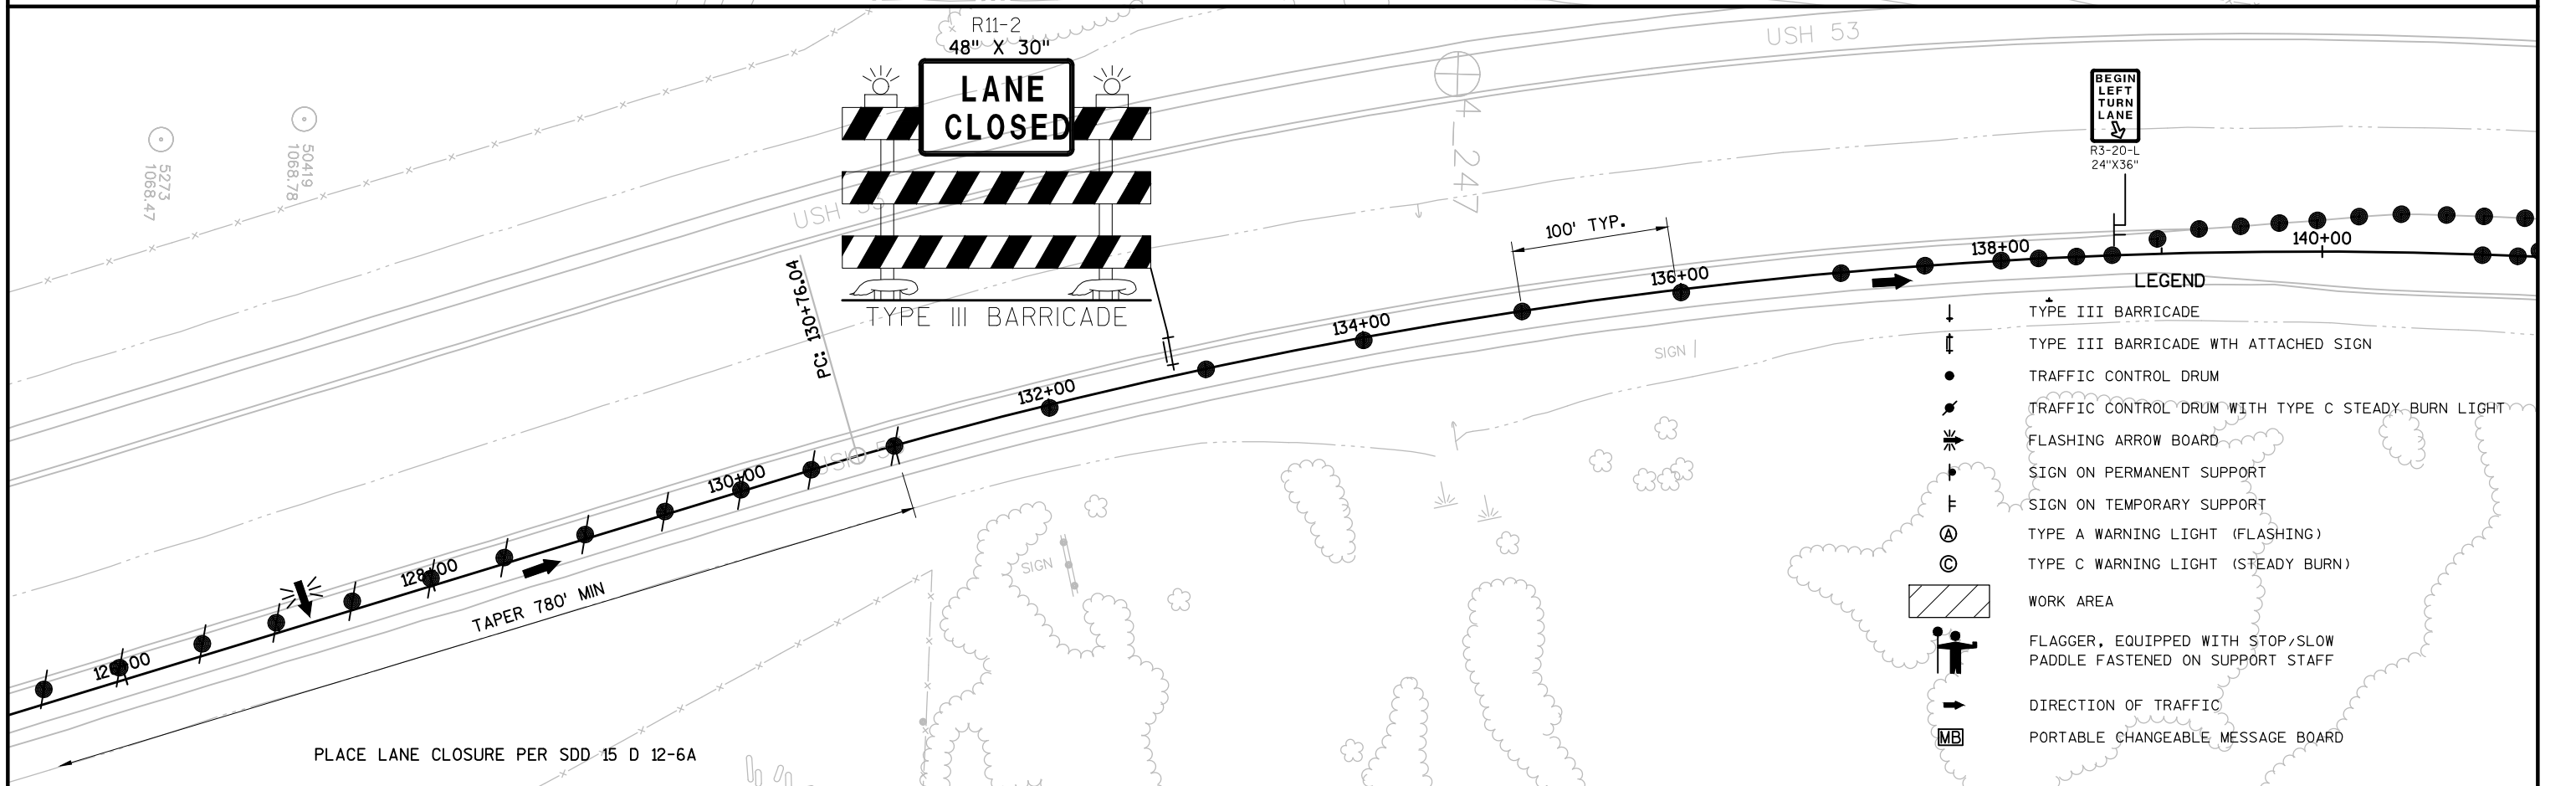 R11-2
48" X 30"
LANE
CLOSED
TYPE III BARRICADE
USH 53
USH 53
BEGIN
LEFT
TURN
LANE
R3-20-L
24"X36"
5273
1068.47
50419
1068.78
4_247
PC: 130+76.04
100' TYP.
126+00
128+00
130+00
132+00
134+00
136+00
138+00
140+00
SIGN
SIGN
TAPER 780' MIN
PLACE LANE CLOSURE PER SDD 15 D 12-6A
LEGEND
TYPE III BARRICADE
TYPE III BARRICADE WTH ATTACHED SIGN
TRAFFIC CONTROL DRUM
TRAFFIC CONTROL DRUM WITH TYPE C STEADY BURN LIGHT
FLASHING ARROW BOARD
SIGN ON PERMANENT SUPPORT
SIGN ON TEMPORARY SUPPORT
A TYPE A WARNING LIGHT (FLASHING)
C TYPE C WARNING LIGHT (STEADY BURN)
WORK AREA
FLAGGER, EQUIPPED WITH STOP/SLOW
PADDLE FASTENED ON SUPPORT STAFF
DIRECTION OF TRAFFIC
MB PORTABLE CHANGEABLE MESSAGE BOARD